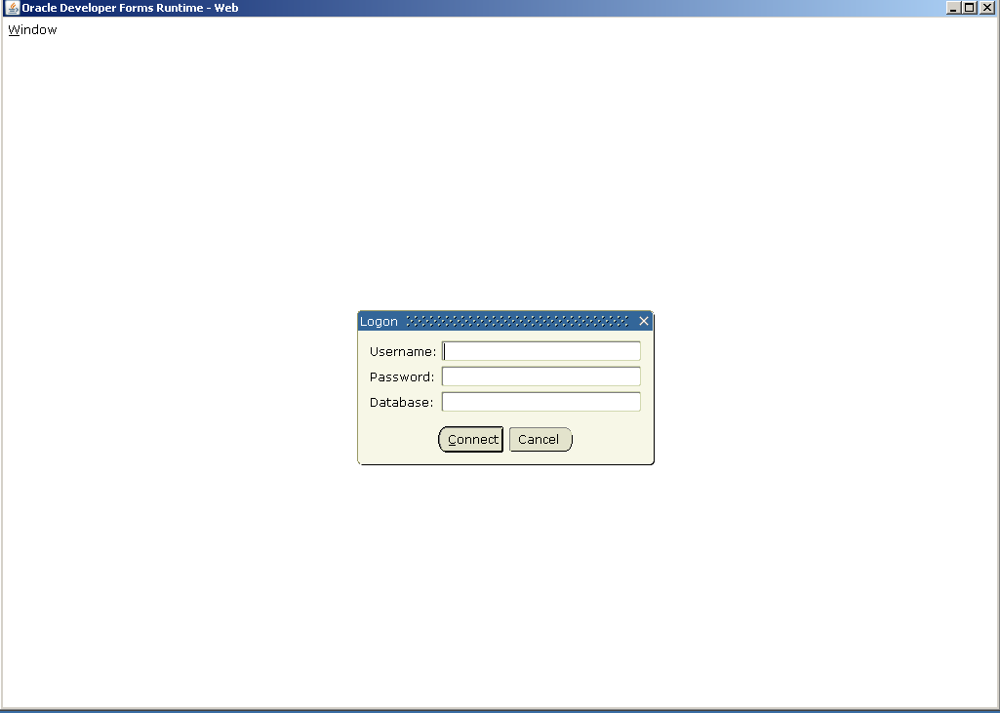 Oracle Developer Forms Runtime - Web
Window
Logon
Username:
Password:
Database:
Connect Cancel